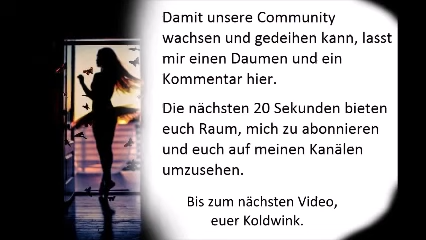 Damit unsere Community
wachsen und gedeihen kann, lasst
mir einen Daumen und ein
Kommentar hier.
Die nächsten 20 Sekunden bieten
euch Raum, mich zu abonnieren
und euch auf meinen Kanälen
umzusehen.
Bis zum nächsten Video,
euer Koldwink.